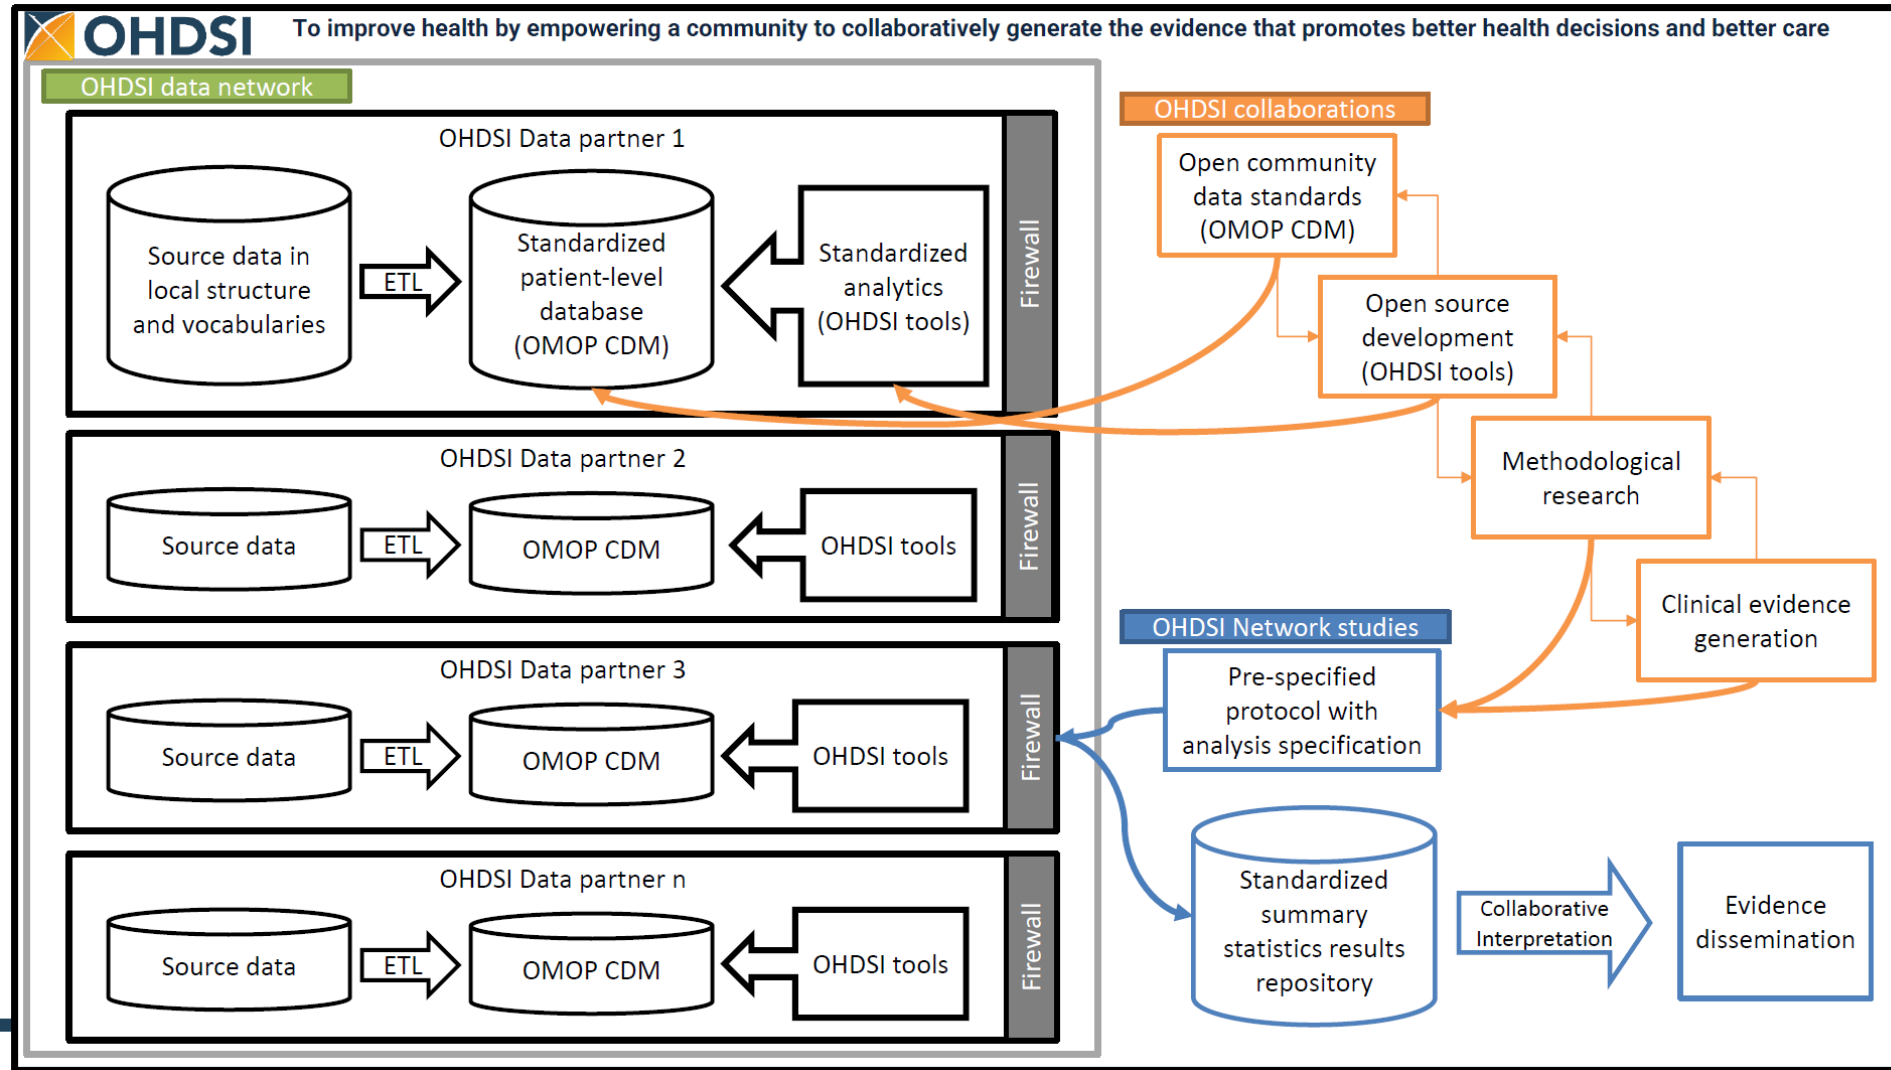 OHDSI
To improve health by empowering a community to collaboratively generate the evidence that promotes better health decisions and better care
OHDSI data network
OHDSI Data partner 1
Source data in
local structure
and vocabularies
ETL
Standardized
patient-level
database
(OMOP CDM)
Standardized
analytics
(OHDSI tools)
Firewall
OHDSI Data partner 2
Source data
ETL
OMOP CDM
OHDSI tools
Firewall
OHDSI Data partner 3
Source data
ETL
OMOP CDM
OHDSI tools
Firewall
OHDSI Data partner n
Source data
ETL
OMOP CDM
OHDSI tools
Firewall
OHDSI collaborations
Open community
data standards
(OMOP CDM)
Open source
development
(OHDSI tools)
Methodological
research
Clinical evidence
generation
OHDSI Network studies
Pre-specified
protocol with
analysis specification
Standardized
summary
statistics results
repository
Collaborative
Interpretation
Evidence
dissemination